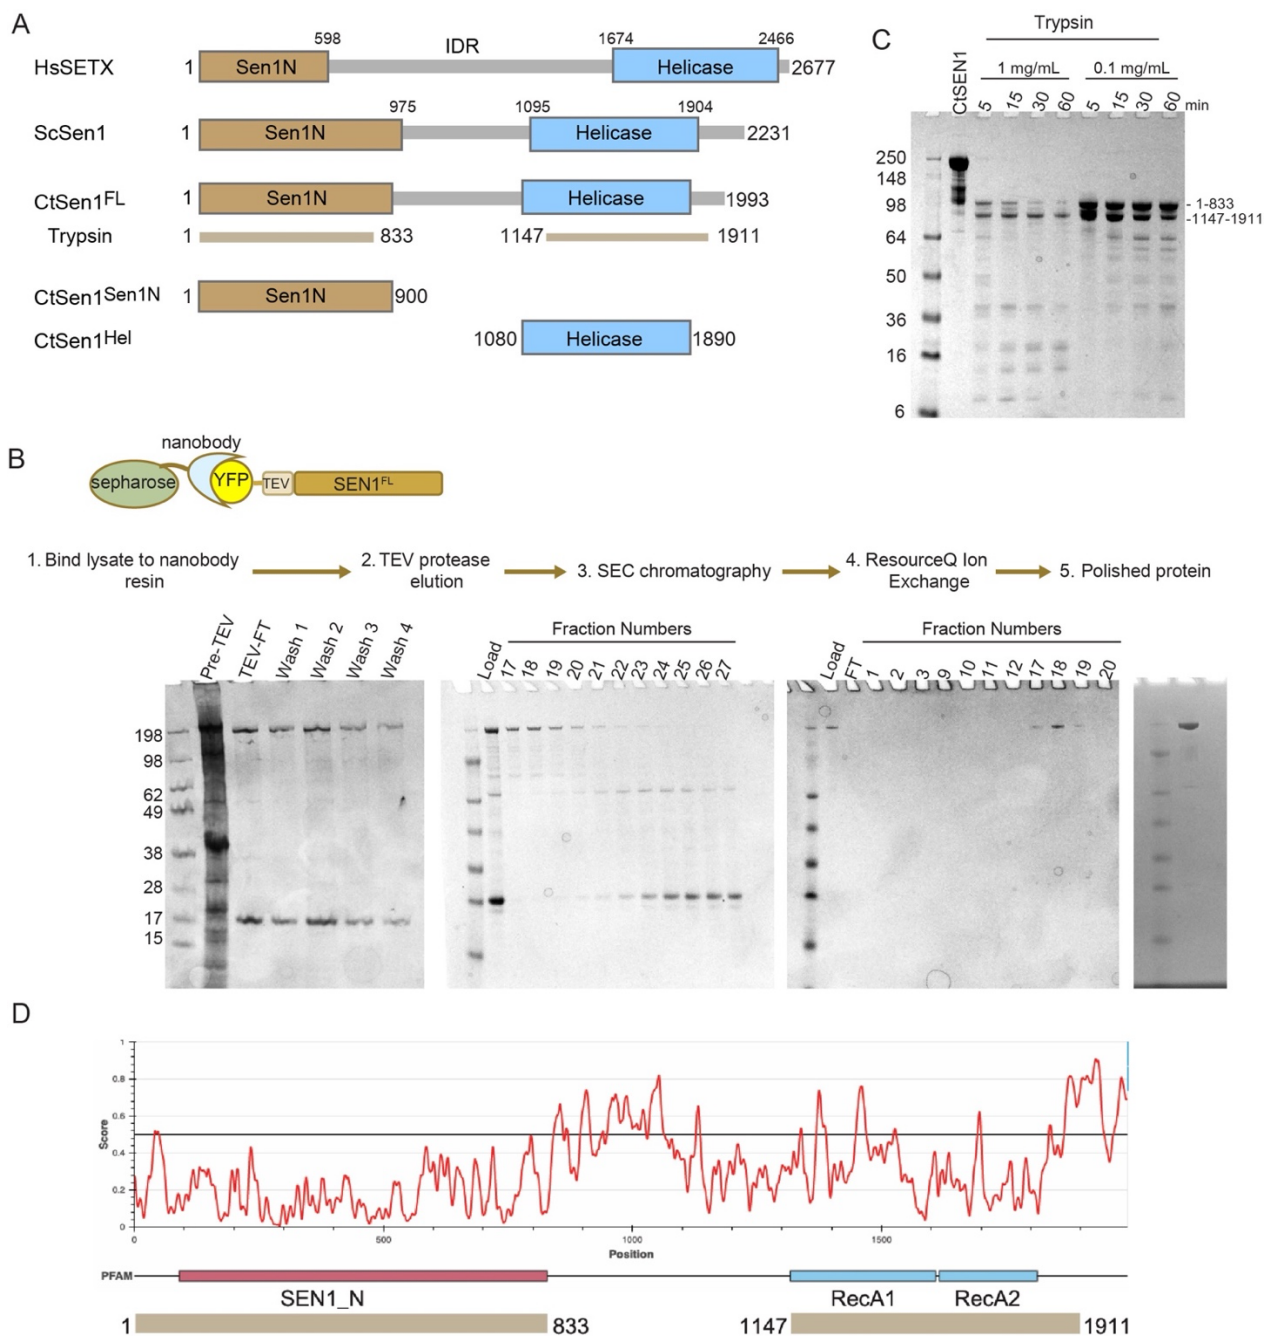 A
598
IDR
1674
2466
HsSETX
1
Sen1N
Helicase
2677
975
1095
1904
ScSen1
1
Sen1N
Helicase
2231
CtSen1FL
1
Sen1N
Helicase
1993
Trypsin
1
833
1147
1911
CtSen1Sen1N
1
Sen1N
900
CtSen1Hel
1080
Helicase
1890
C
Trypsin
CtSEN1
1 mg/mL
0.1 mg/mL
5
15
30
60
5
15
30
60
min
250
148
98
64
50
36
16
6
- 1-833
-1147-1911
B
nanobody
sepharose
YFP
TEV
SEN1FL
1. Bind lysate to nanobody
resin
2. TEV protease
elution
3. SEC chromatography
4. ResourceQ Ion
Exchange
5. Polished protein
Pre-TEV
TEV-FT
Wash 1
Wash 2
Wash 3
Wash 4
198
98
62
49
38
28
17
15
Fraction Numbers
Load
17
18
19
20
21
22
23
24
25
26
27
Fraction Numbers
Load
FT
1
2
3
9
10
11
12
17
18
19
20
D
1
0.8
0.6
0.4
0.2
0
Score
0
500
1000
1500
Position
PFAM
SEN1_N
RecA1
RecA2
1
833
1147
1911